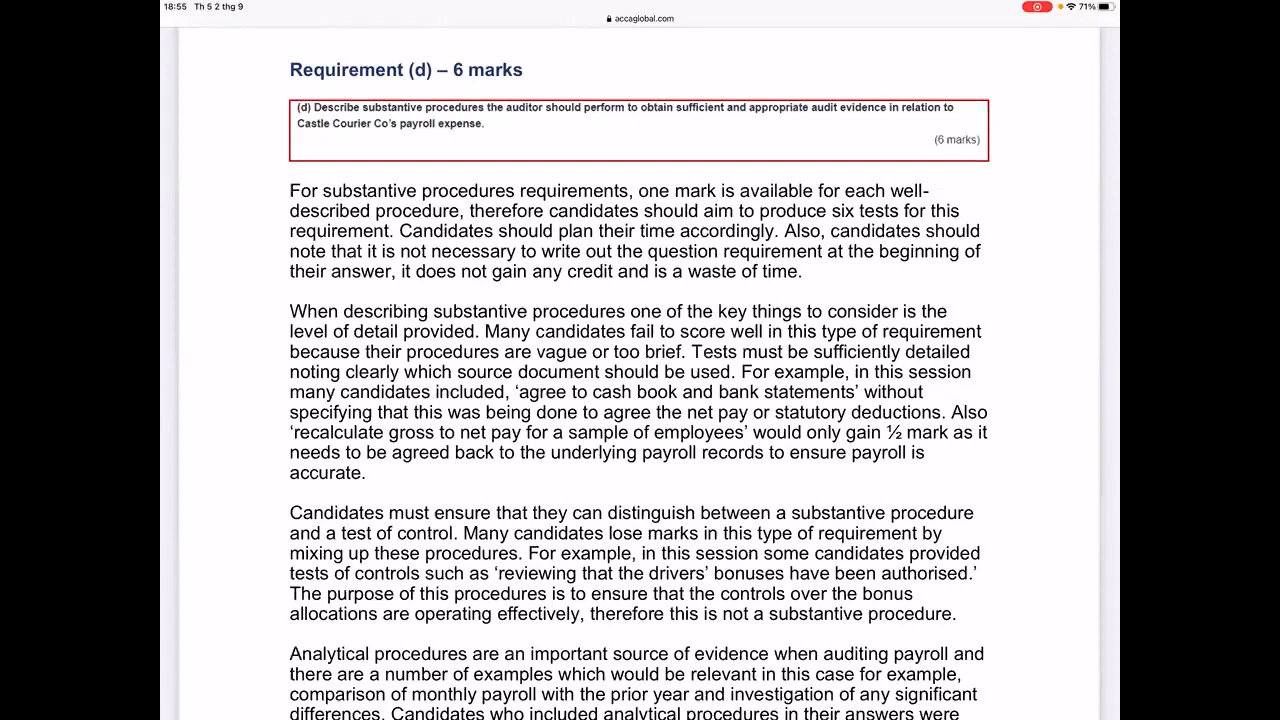 18:55 Th 5 2 thg 9
71%
accaglobal.com
Requirement (d) – 6 marks
(d) Describe substantive procedures the auditor should perform to obtain sufficient and appropriate audit evidence in relation to
Castle Courier Co's payroll expense.
(6 marks)
For substantive procedures requirements, one mark is available for each well-
described procedure, therefore candidates should aim to produce six tests for this
requirement. Candidates should plan their time accordingly. Also, candidates should
note that it is not necessary to write out the question requirement at the beginning of
their answer, it does not gain any credit and is a waste of time.
When describing substantive procedures one of the key things to consider is the
level of detail provided. Many candidates fail to score well in this type of requirement
because their procedures are vague or too brief. Tests must be sufficiently detailed
noting clearly which source document should be used. For example, in this session
many candidates included, 'agree to cash book and bank statements' without
specifying that this was being done to agree the net pay or statutory deductions. Also
'recalculate gross to net pay for a sample of employees' would only gain ½ mark as it
needs to be agreed back to the underlying payroll records to ensure payroll is
accurate.
Candidates must ensure that they can distinguish between a substantive procedure
and a test of control. Many candidates lose marks in this type of requirement by
mixing up these procedures. For example, in this session some candidates provided
tests of controls such as 'reviewing that the drivers' bonuses have been authorised.'
The purpose of this procedures is to ensure that the controls over the bonus
allocations are operating effectively, therefore this is not a substantive procedure.
Analytical procedures are an important source of evidence when auditing payroll and
there are a number of examples which would be relevant in this case for example,
comparison of monthly payroll with the prior year and investigation of any significant
differences. Candidates who included analytical procedures in their answers were